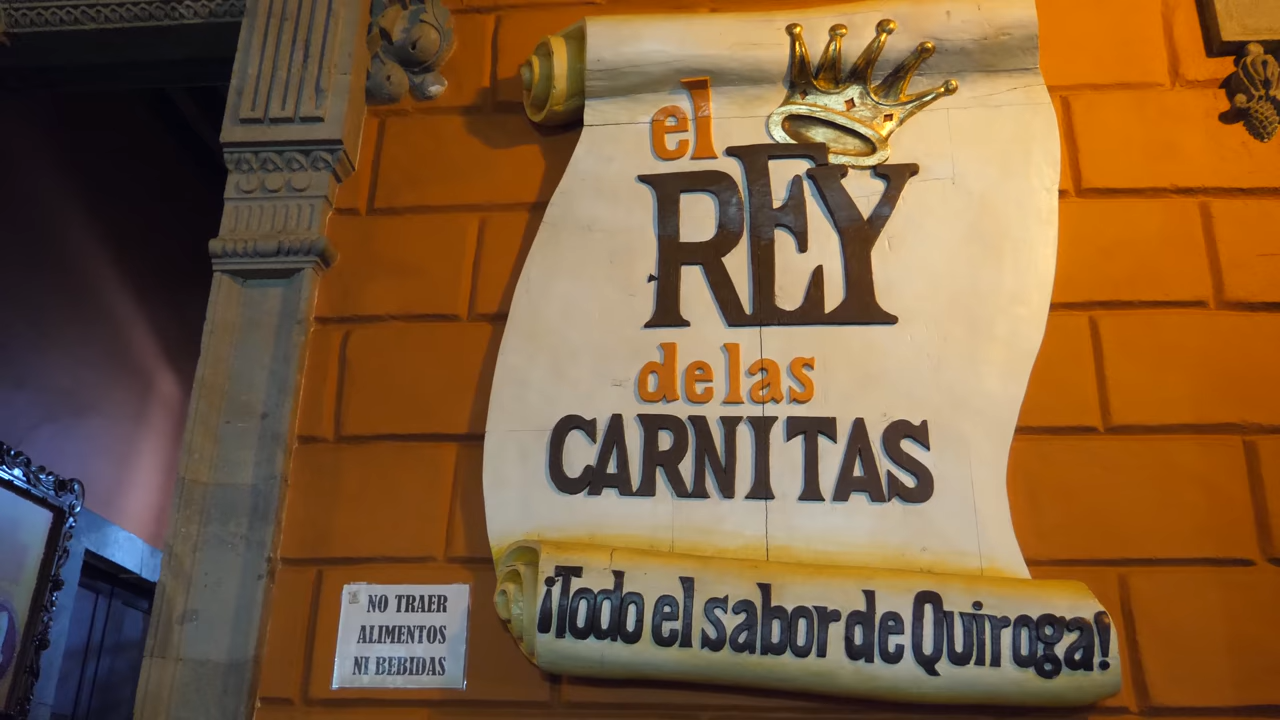 el
REY
de las
CARNITAS
¡Todo el sabor de Quiroga!
NO TRAER
ALIMENTOS
NI BEBIDAS